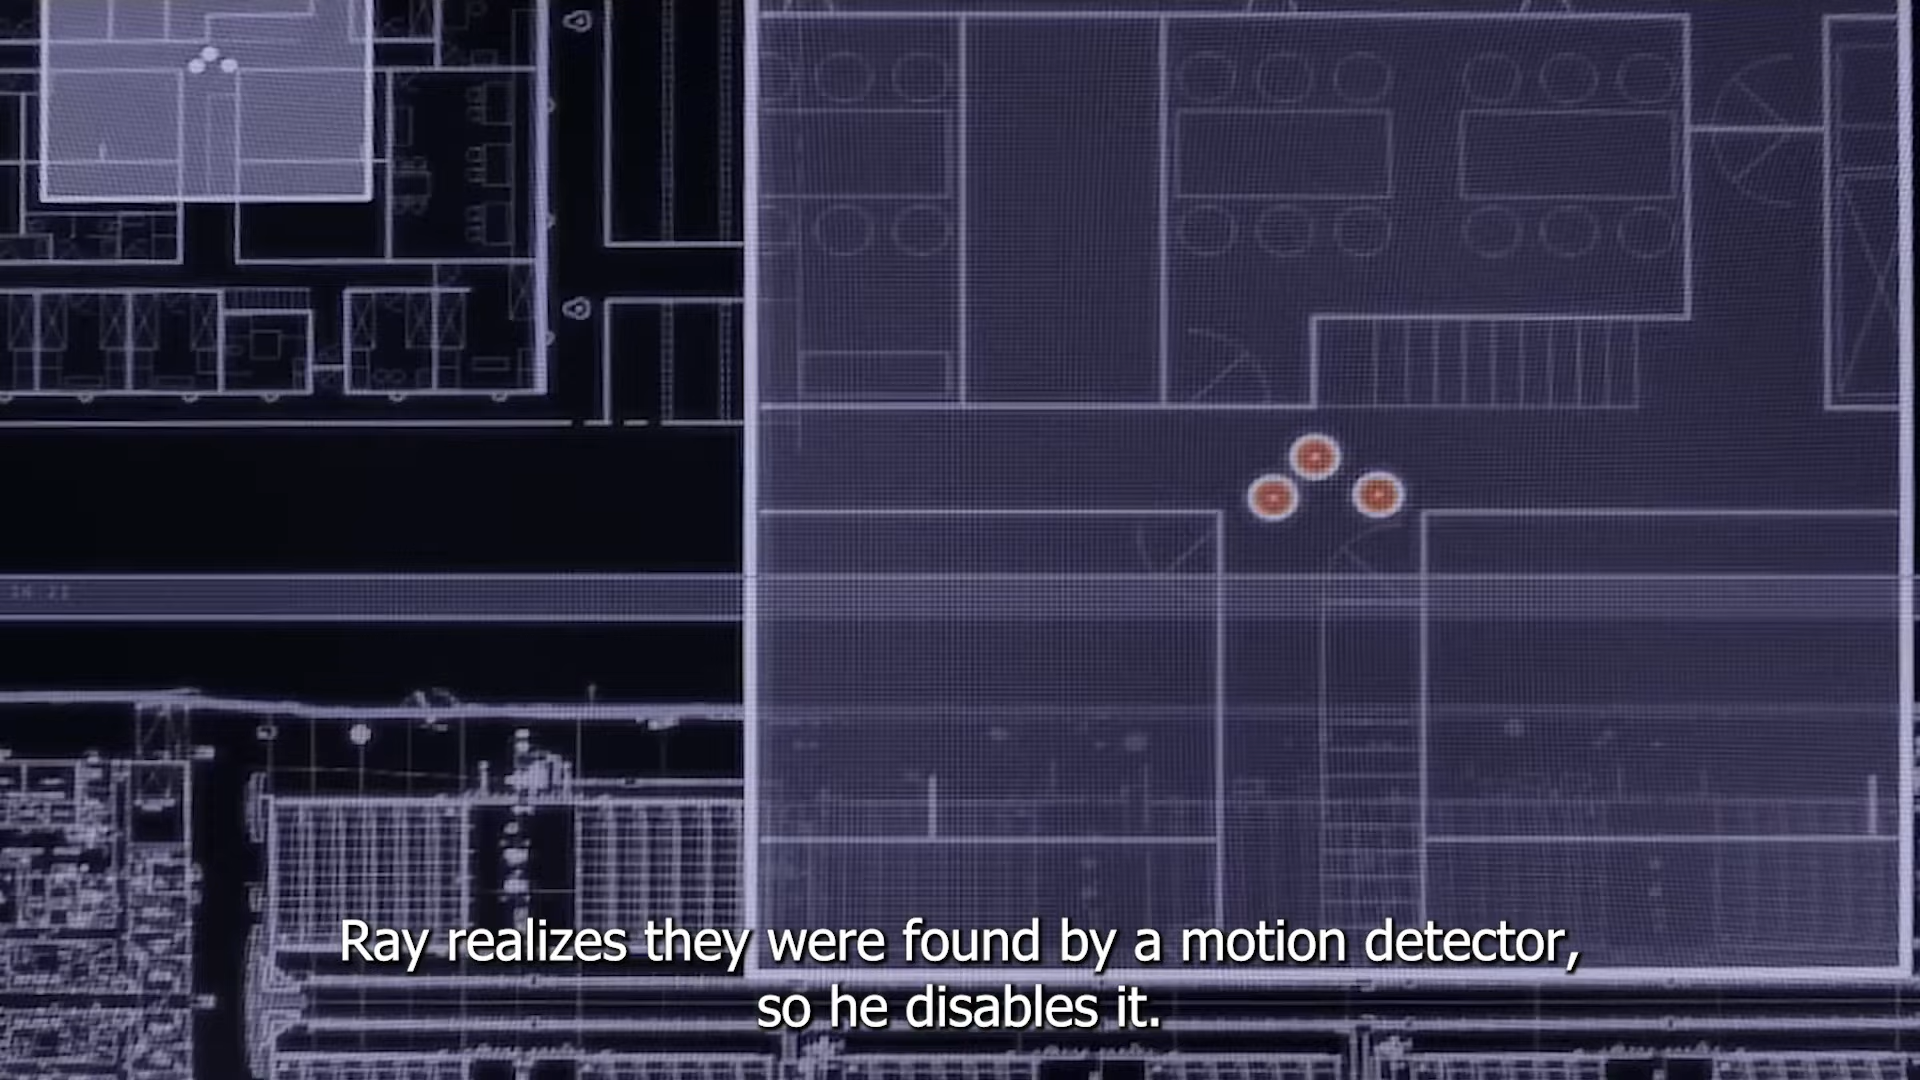 Ray realizes they were found by a motion detector,
so he disables it.